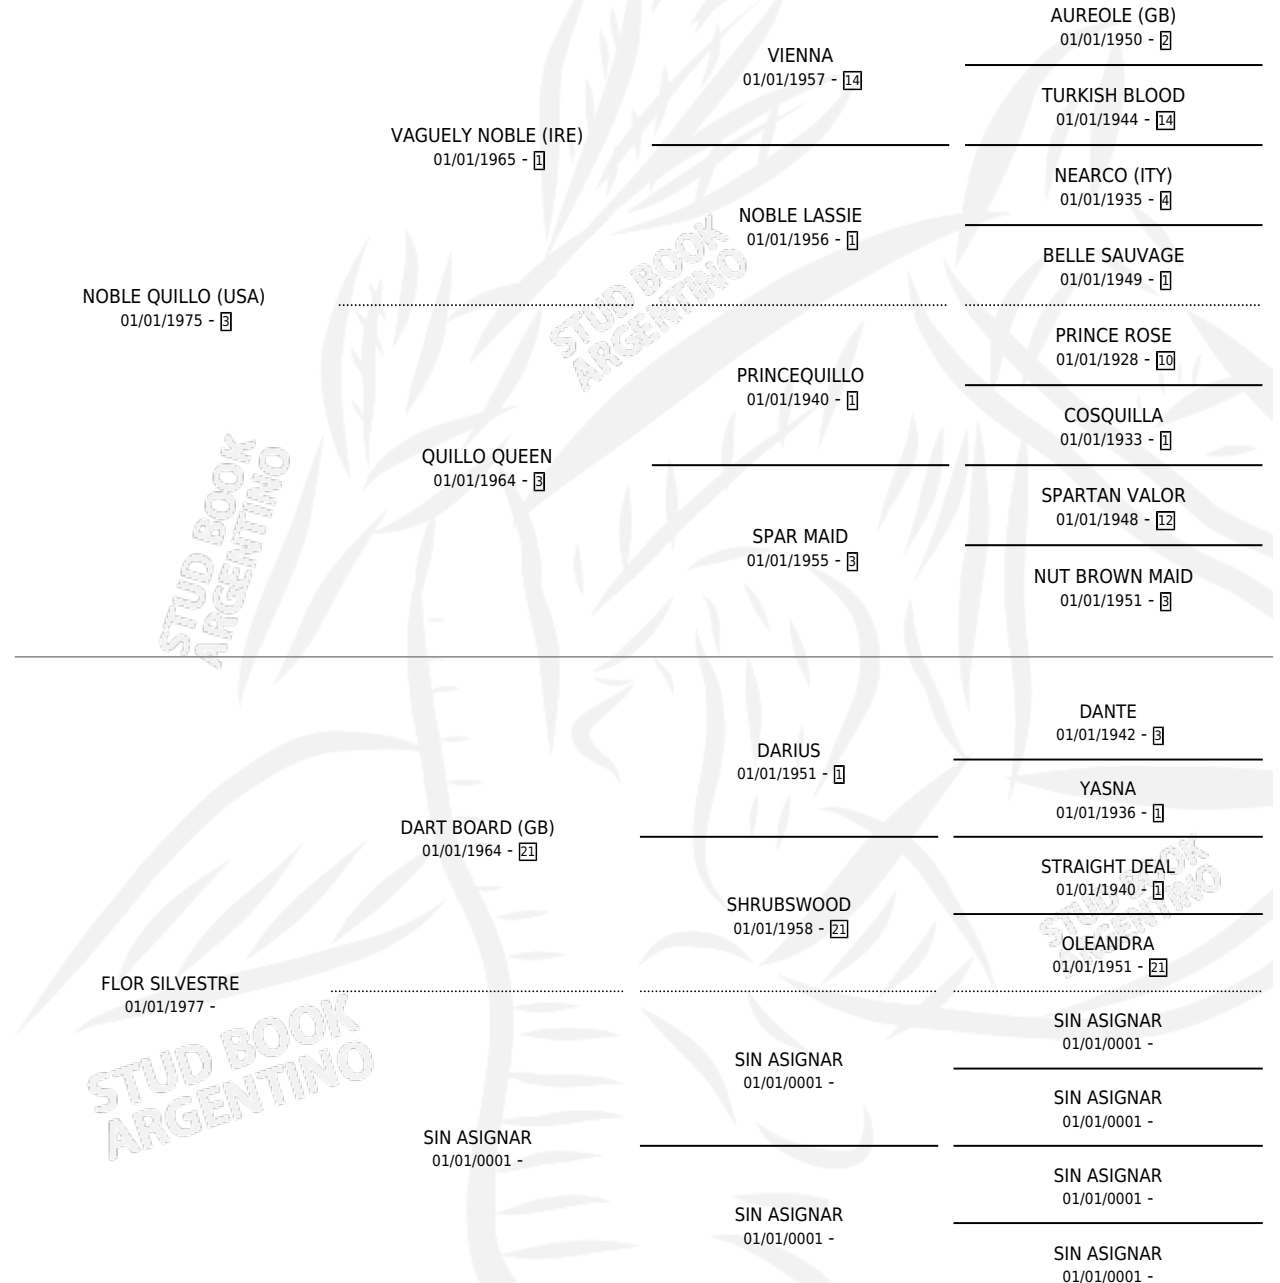 AUREOLE (GB)
01/01/1950 - 2
VIENNA
01/01/1957 - 14
TURKISH BLOOD
01/01/1944 - 14
VAGUELY NOBLE (IRE)
01/01/1965 - 1
NEARCO (ITY)
01/01/1935 - 4
NOBLE LASSIE
01/01/1956 - 1
BELLE SAUVAGE
01/01/1949 - 1
NOBLE QUILLO (USA)
01/01/1975 - 3
PRINCE ROSE
01/01/1928 - 10
PRINCEQUILLO
01/01/1940 - 1
COSQUILLA
01/01/1933 - 1
QUILLO QUEEN
01/01/1964 - 3
SPARTAN VALOR
01/01/1948 - 12
SPAR MAID
01/01/1955 - 3
NUT BROWN MAID
01/01/1951 - 3
DANTE
01/01/1942 - 3
DARIUS
01/01/1951 - 1
YASNA
01/01/1936 - 1
DART BOARD (GB)
01/01/1964 - 21
STRAIGHT DEAL
01/01/1940 - 1
SHRUBSWOOD
01/01/1958 - 21
OLEANDRA
01/01/1951 - 21
FLOR SILVESTRE
01/01/1977 -
SIN ASIGNAR
01/01/0001 -
SIN ASIGNAR
01/01/0001 -
SIN ASIGNAR
01/01/0001 -
SIN ASIGNAR
01/01/0001 -
SIN ASIGNAR
01/01/0001 -
SIN ASIGNAR
01/01/0001 -
SIN ASIGNAR
01/01/0001 -
STUD BOOK
ARGENTINO
STUD BOOK
ARGENTINO
STUD BOOK
ARGENTINO
STUD BOOK
ARGENTINO